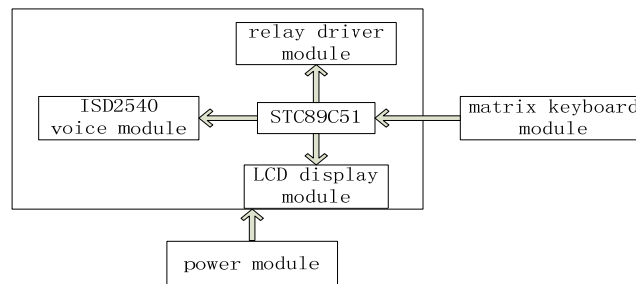 relay driver
module
ISD2540
voice module
STC89C51
matrix keyboard
module
LCD display
module
power module